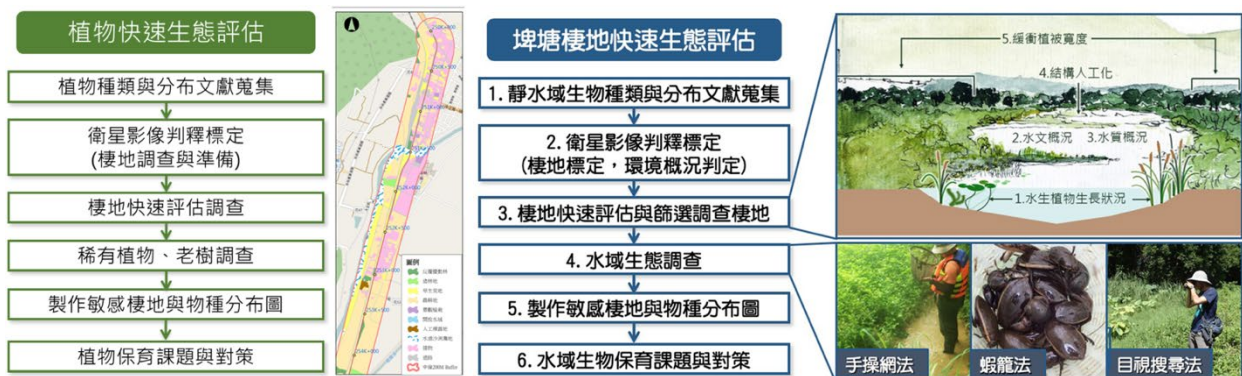 植物快速生態評估
植物種類與分布文獻蒐集
衛星影像判釋標定
(棲地調查與準備)
棲地快速評估調查
稀有植物、老樹調查
製作敏感棲地與物種分布圖
植物保育課題與對策
圖例
埤塘棲地快速生態評估
1. 靜水域生物種類與分布文獻蒐集
2. 衛星影像判釋標定
(棲地標定，環境概況判定)
3. 棲地快速評估與篩選調查棲地
4. 水域生態調查
5. 製作敏感棲地與物種分布圖
6. 水域生物保育課題與對策
5.緩衝植被寬度
4.結構人工化
2.水文概況
3.水質概況
1.水生植物生長狀況
手操網法
蝦籠法
目視搜尋法